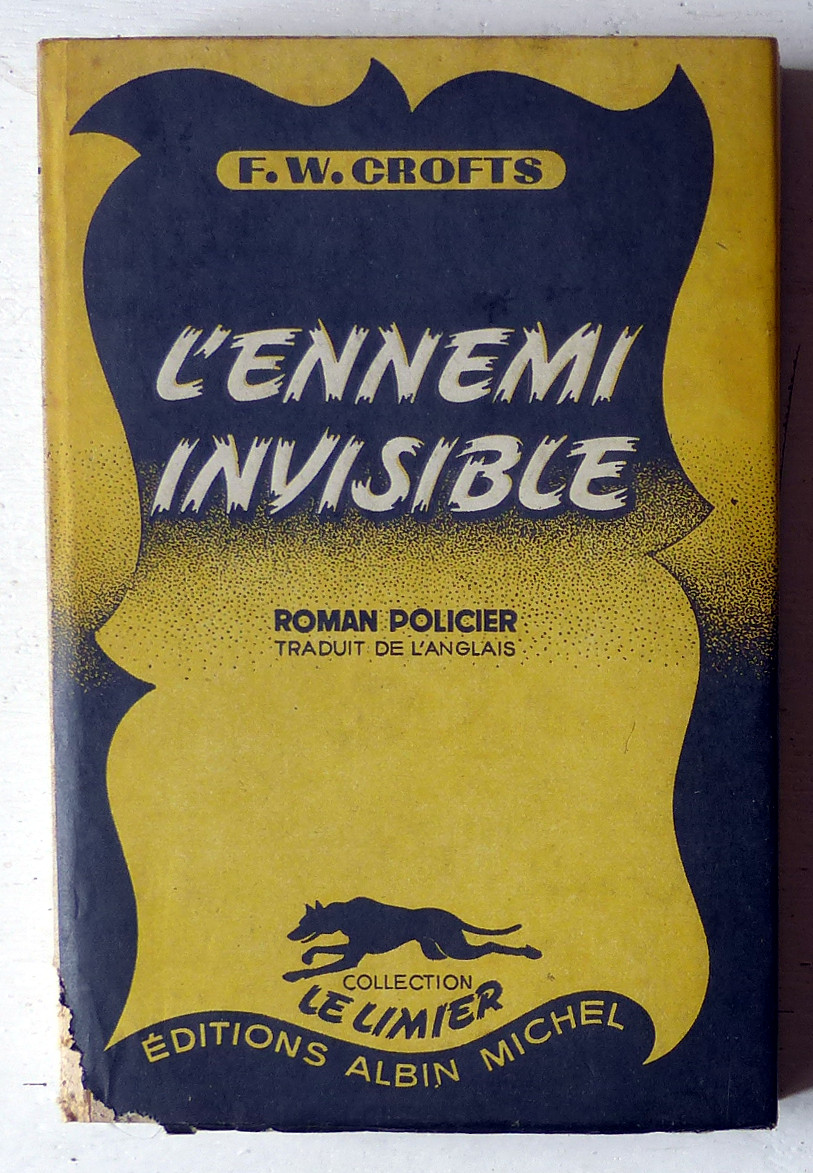 F. W. CROFTS
L'ENNEMI
INVISIBLE
ROMAN POLICIER
TRADUIT DE L'ANGLAIS
COLLECTION
LE LIMIER
ÉDITIONS ALBIN MICHEL